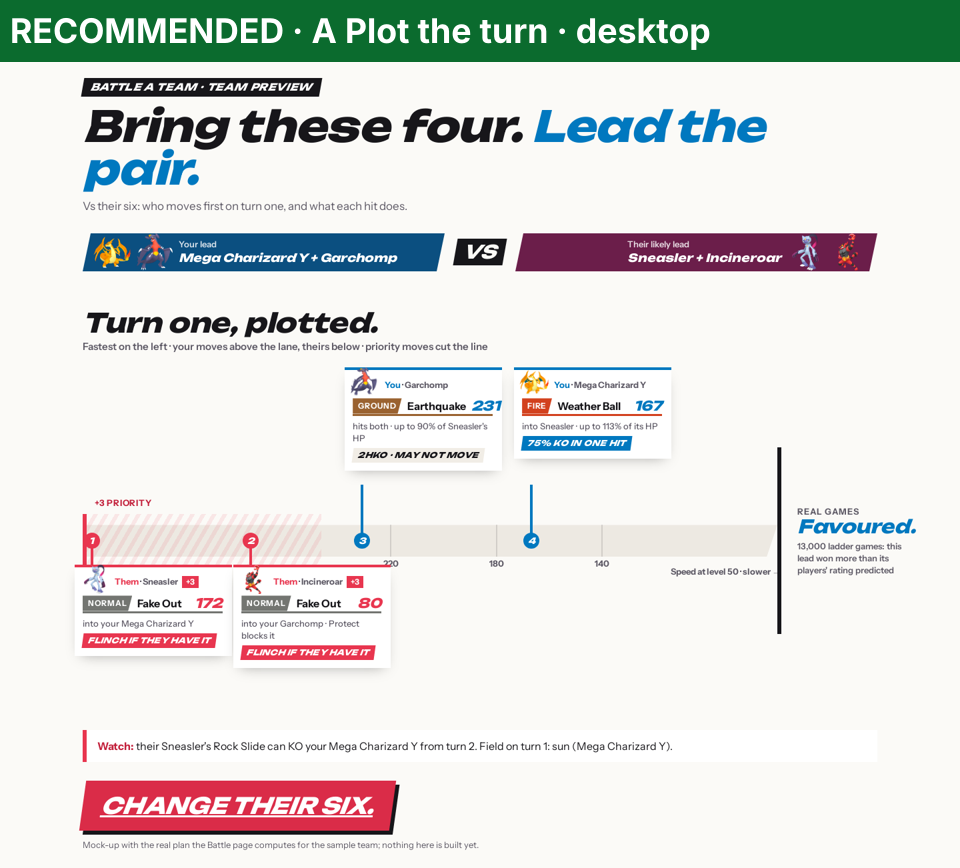 RECOMMENDED · A Plot the turn · desktop
BATTLE A TEAM · TEAM PREVIEW
Bring these four. Lead the
pair.
Vs their six: who moves first on turn one, and what each hit does.
Your lead
Mega Charizard Y + Garchomp
VS
Their likely lead
Sneasler + Incineroar
Turn one, plotted.
Fastest on the left · your moves above the lane, theirs below · priority moves cut the line
You · Garchomp
GROUND Earthquake 231
hits both · up to 90% of Sneasler's
HP
2HKO · MAY NOT MOVE
You · Mega Charizard Y
FIRE Weather Ball 167
into Sneasler · up to 113% of its HP
75% KO IN ONE HIT
+3 PRIORITY
1
2
3
4
220
180
140
Speed at level 50 · slower
REAL GAMES
Favoured.
13,000 ladder games: this
lead won more than its
players' rating predicted
Them · Sneasler +3
NORMAL Fake Out 172
into your Mega Charizard Y
FLINCH IF THEY HAVE IT
Them · Incineroar +3
NORMAL Fake Out 80
into your Garchomp · Protect
blocks it
FLINCH IF THEY HAVE IT
Watch: their Sneasler's Rock Slide can KO your Mega Charizard Y from turn 2. Field on turn 1: sun (Mega Charizard Y).
CHANGE THEIR SIX.
Mock-up with the real plan the Battle page computes for the sample team; nothing here is built yet.